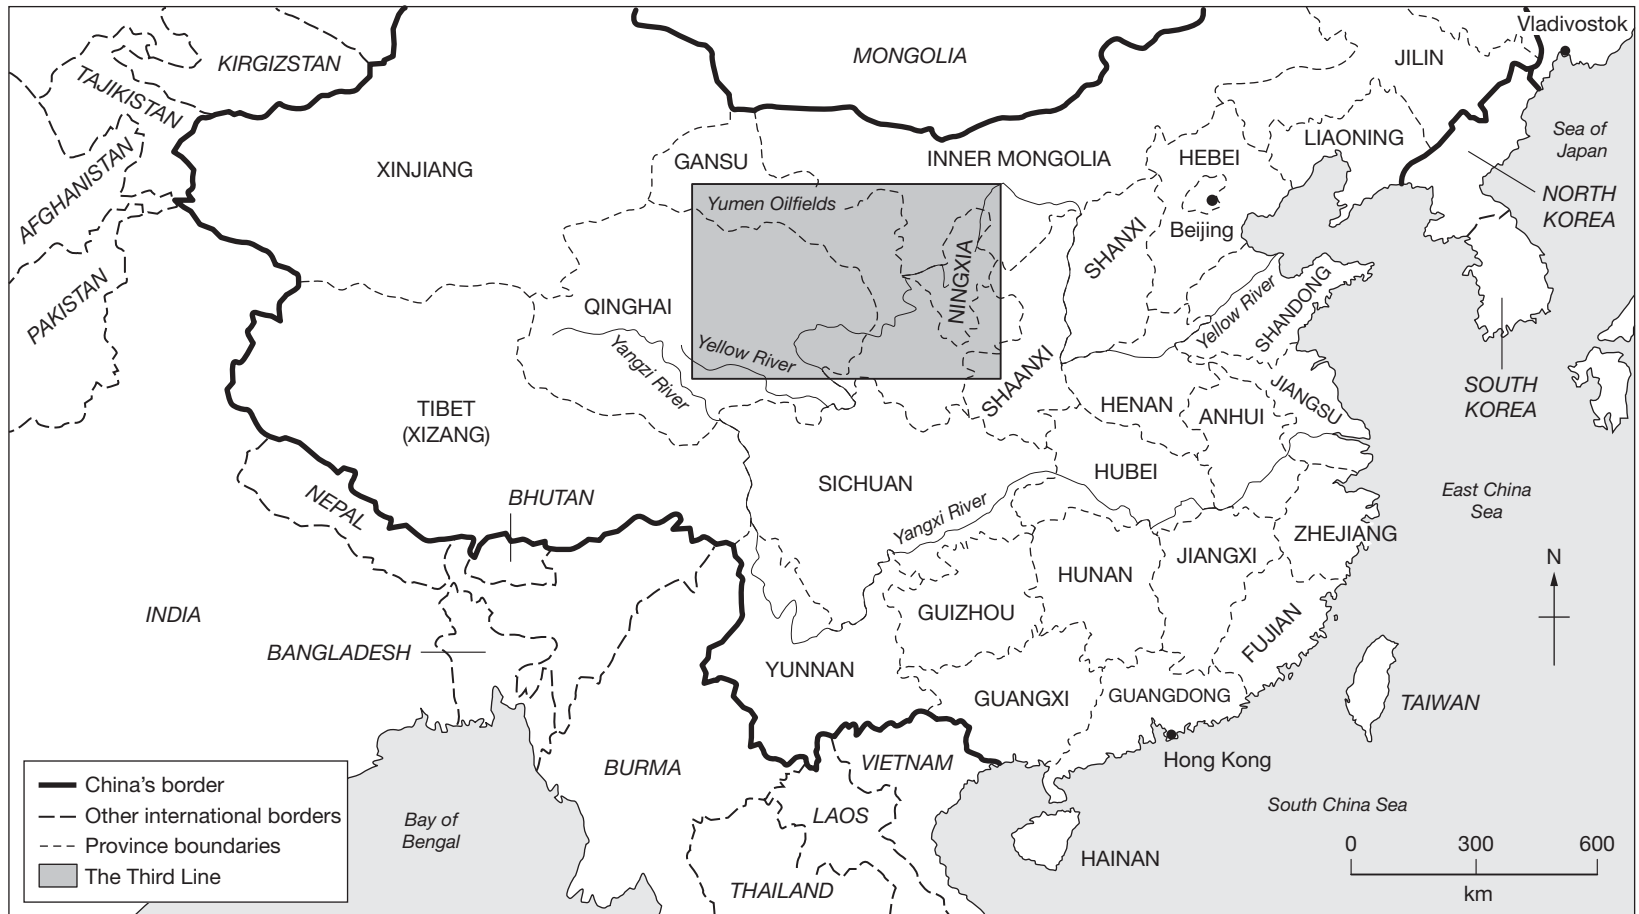 Vladivostok
KIRGIZSTAN
MONGOLIA
JILIN
TAJIKISTAN
Sea of
Japan
LIAONING
AFGHANISTAN
XINJIANG
GANSU
INNER MONGOLIA
HEBEI
NORTH
KOREA
Yumen Oilfields
Beijing
SHANXI
NINGXIA
PAKISTAN
QINGHAI
Yellow River
SHANDONG
Yangzi River
Yellow River
SHAANXI
SOUTH
KOREA
JIANGSU
TIBET
(XIZANG)
HENAN
ANHUI
SICHUAN
HUBEI
East China
Sea
NEPAL
BHUTAN
Yangxi River
ZHEJIANG
JIANGXI
N
HUNAN
INDIA
GUIZHOU
FUJIAN
BANGLADESH
YUNNAN
GUANGXI
GUANGDONG
TAIWAN
Hong Kong
BURMA
VIETNAM
South China Sea
LAOS
Bay of
Bengal
HAINAN
THAILAND
China's border
Other international borders
Province boundaries
The Third Line
0 300 600
km